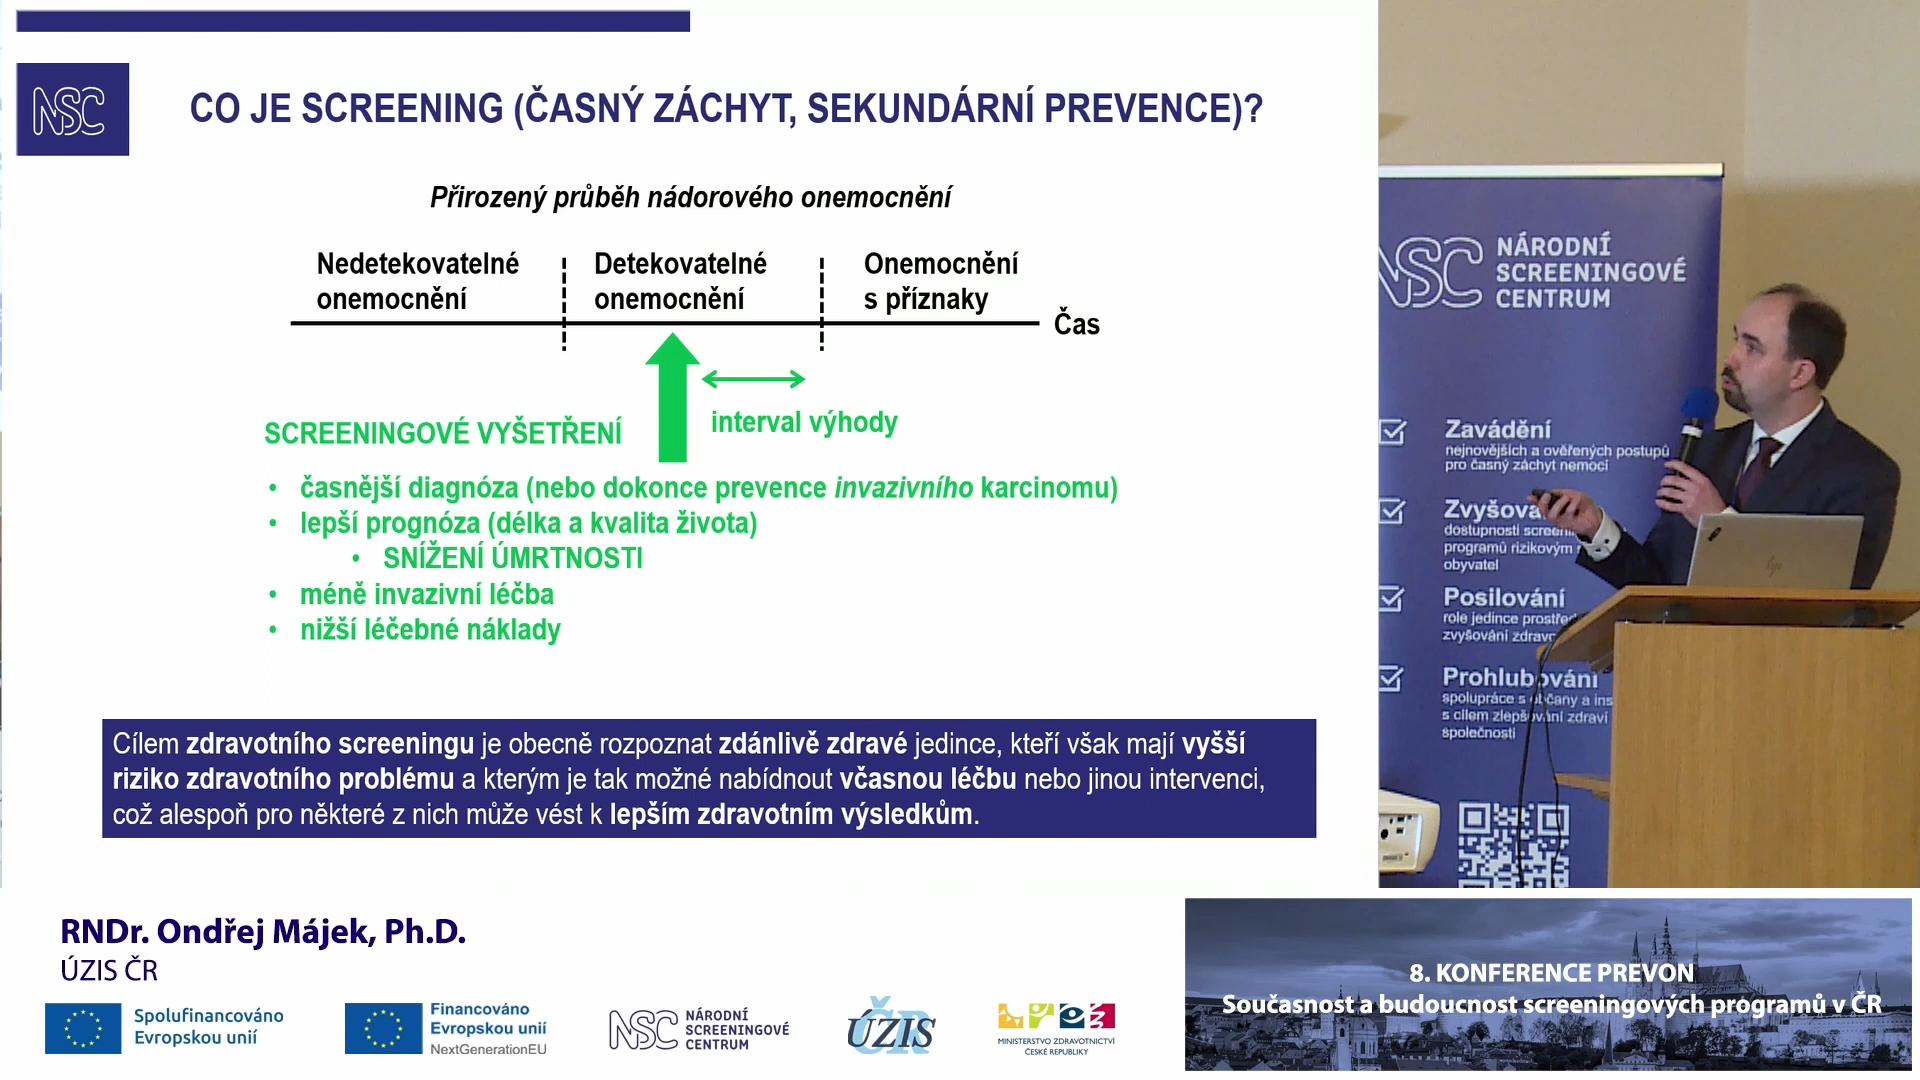 NSC
CO JE SCREENING (ČASNÝ ZÁCHYT, SEKUNDÁRNÍ PREVENCE)?
Přirozený průběh nádorového onemocnění
Nedetekovatelné
onemocnění
Detekovatelné
onemocnění
Onemocnění
s příznaky
Čas
SCREENINGOVÉ VYŠETŘENÍ
interval výhody
• časnější diagnóza (nebo dokonce prevence invazivního karcinomu)
• lepší prognóza (délka a kvalita života)
• SNÍŽENÍ ÚMRTNOSTI
• méně invazivní léčba
• nižší léčebné náklady
Cílem zdravotního screeningu je obecně rozpoznat zdánlivě zdravé jedince, kteří však mají vyšší
riziko zdravotního problému a kterým je tak možné nabídnout včasnou léčbu nebo jinou intervenci,
což alespoň pro některé z nich může vést k lepším zdravotním výsledkům.
NSC
NÁRODNÍ
SCREENINGOVÉ
CENTRUM
Zavádění
nejnovějších a ověřených postupů
pro časný záchyt nemocí
dostupnosti
programů rizikovým
obyvatel
Posilování
role jedince
zvyšování
Prohlubování
spolupráce s občany a
s cílem zlepšování zdraví
společnosti
hp
RNDr. Ondřej Májek, Ph.D.
ÚZIS ČR
Spolufinancováno
Evropskou unií
Financováno
Evropskou unií
NextGenerationEU
NSC
NÁRODNÍ
SCREENINGOVÉ
CENTRUM
ÚZIS
ČR
MINISTERSTVO ZDRAVOTNICTVÍ
ČESKÉ REPUBLIKY
8. KONFERENCE PREVON
Současnost a budoucnost screeningových programů v ČR